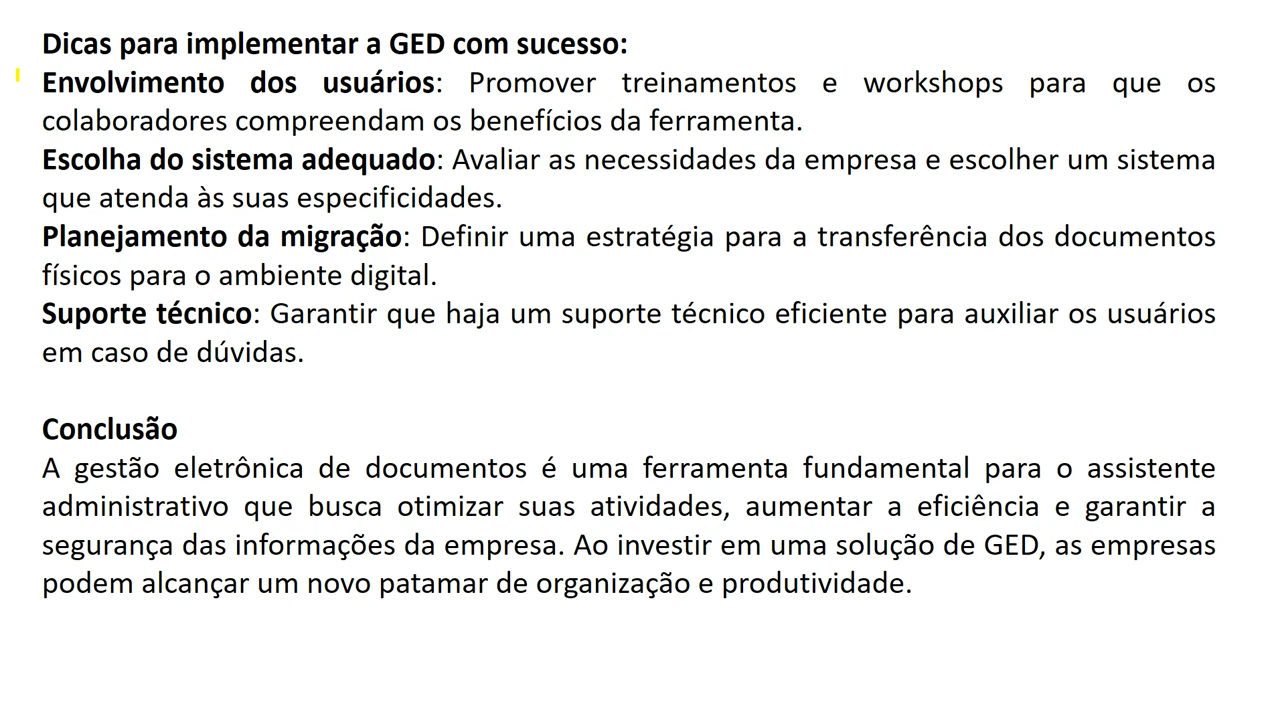 Dicas para implementar a GED com sucesso:
Envolvimento dos usuários: Promover treinamentos e workshops para que os
colaboradores compreendam os benefícios da ferramenta.
Escolha do sistema adequado: Avaliar as necessidades da empresa e escolher um sistema
que atenda às suas especificidades.
Planejamento da migração: Definir uma estratégia para a transferência dos documentos
físicos para o ambiente digital.
Suporte técnico: Garantir que haja um suporte técnico eficiente para auxiliar os usuários
em caso de dúvidas.
Conclusão
A gestão eletrônica de documentos é uma ferramenta fundamental para o assistente
administrativo que busca otimizar suas atividades, aumentar a eficiência e garantir a
segurança das informações da empresa. Ao investir em uma solução de GED, as empresas
podem alcançar um novo patamar de organização e produtividade.